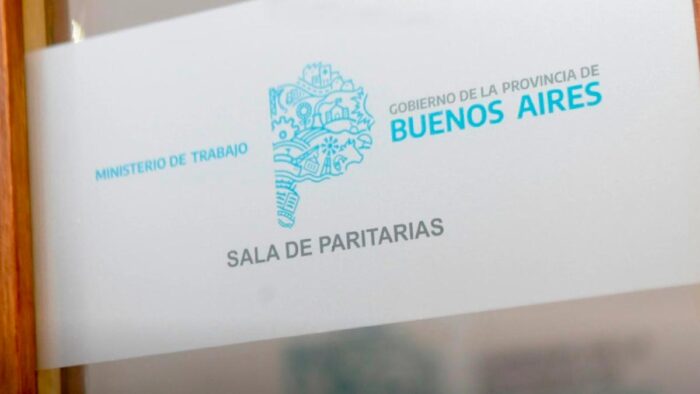 MINISTERIO DE TRABAJO
GOBIERNO DE LA PROVINCIA DE
BUENOS AIRES
SALA DE PARITARIAS